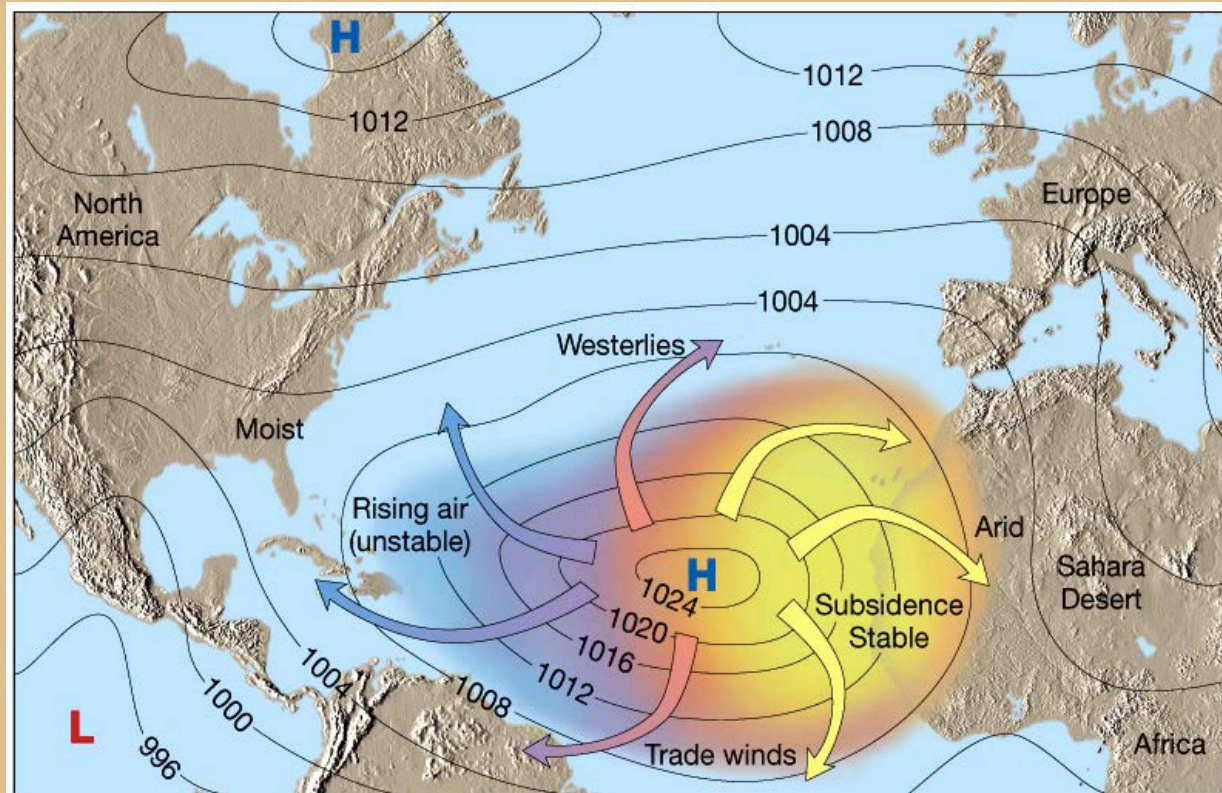 H
1012
1012
1008
North
America
Europe
1004
1004
Westerlies
Moist
Rising air
(unstable)
Arid
H
Sahara
Desert
1024
Subsidence
Stable
1020
1016
1004
1012
1008
1000
L
996
Trade winds
Africa